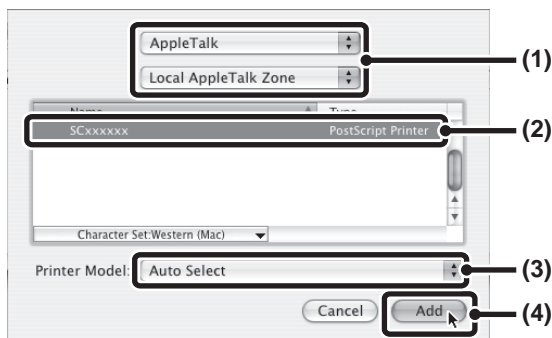 AppleTalk
(1)
Local AppleTalk Zone
Name Type
SCxxxxxx PostScript Printer (2)
Character Set:Western (Mac)
Printer Model: Auto Select (3)
Cancel Add (4)